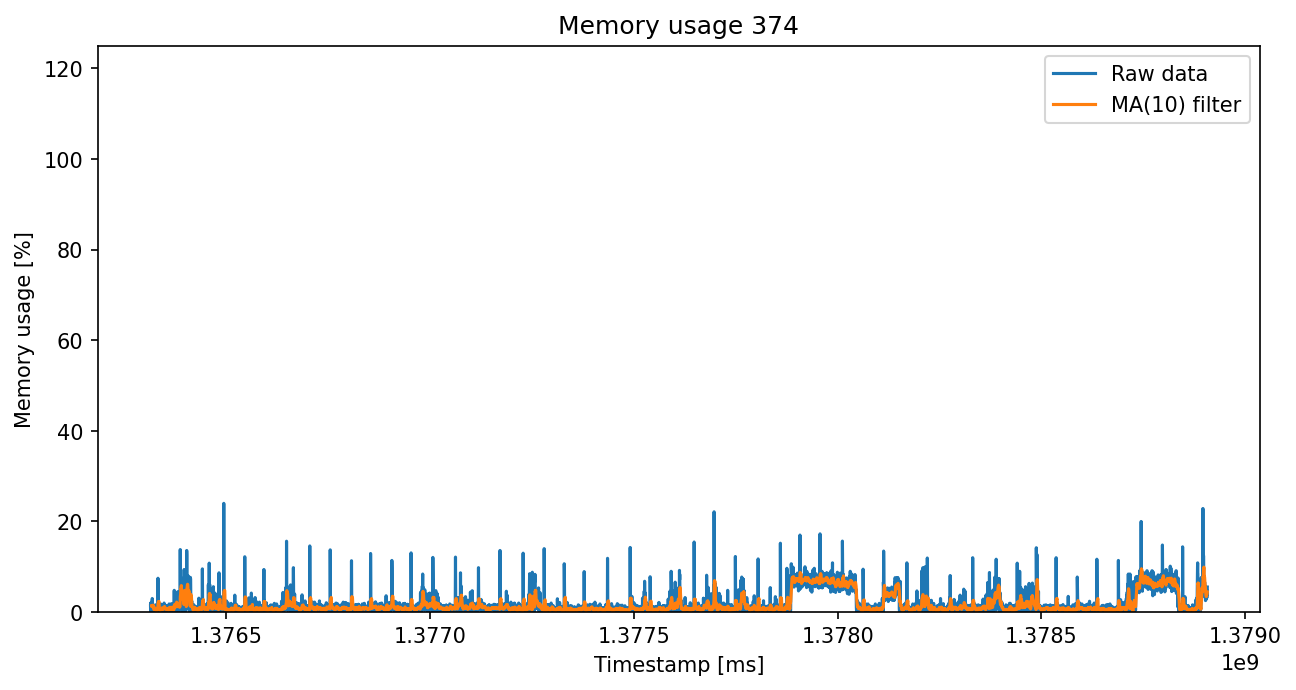 Memory usage 374
Raw data
MA(10) filter
120
100
80
60
40
20
0
Memory usage [%]
1.3765 1.3770 1.3775 1.3780 1.3785 1.3790
1e9
Timestamp [ms]